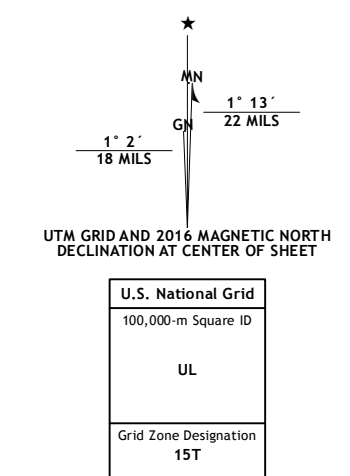 ★
MN
1° 13´
22 MILS
GN
1° 2´
18 MILS
UTM GRID AND 2016 MAGNETIC NORTH
DECLINATION AT CENTER OF SHEET
U.S. National Grid
100,000-m Square ID
UL
Grid Zone Designation
15T